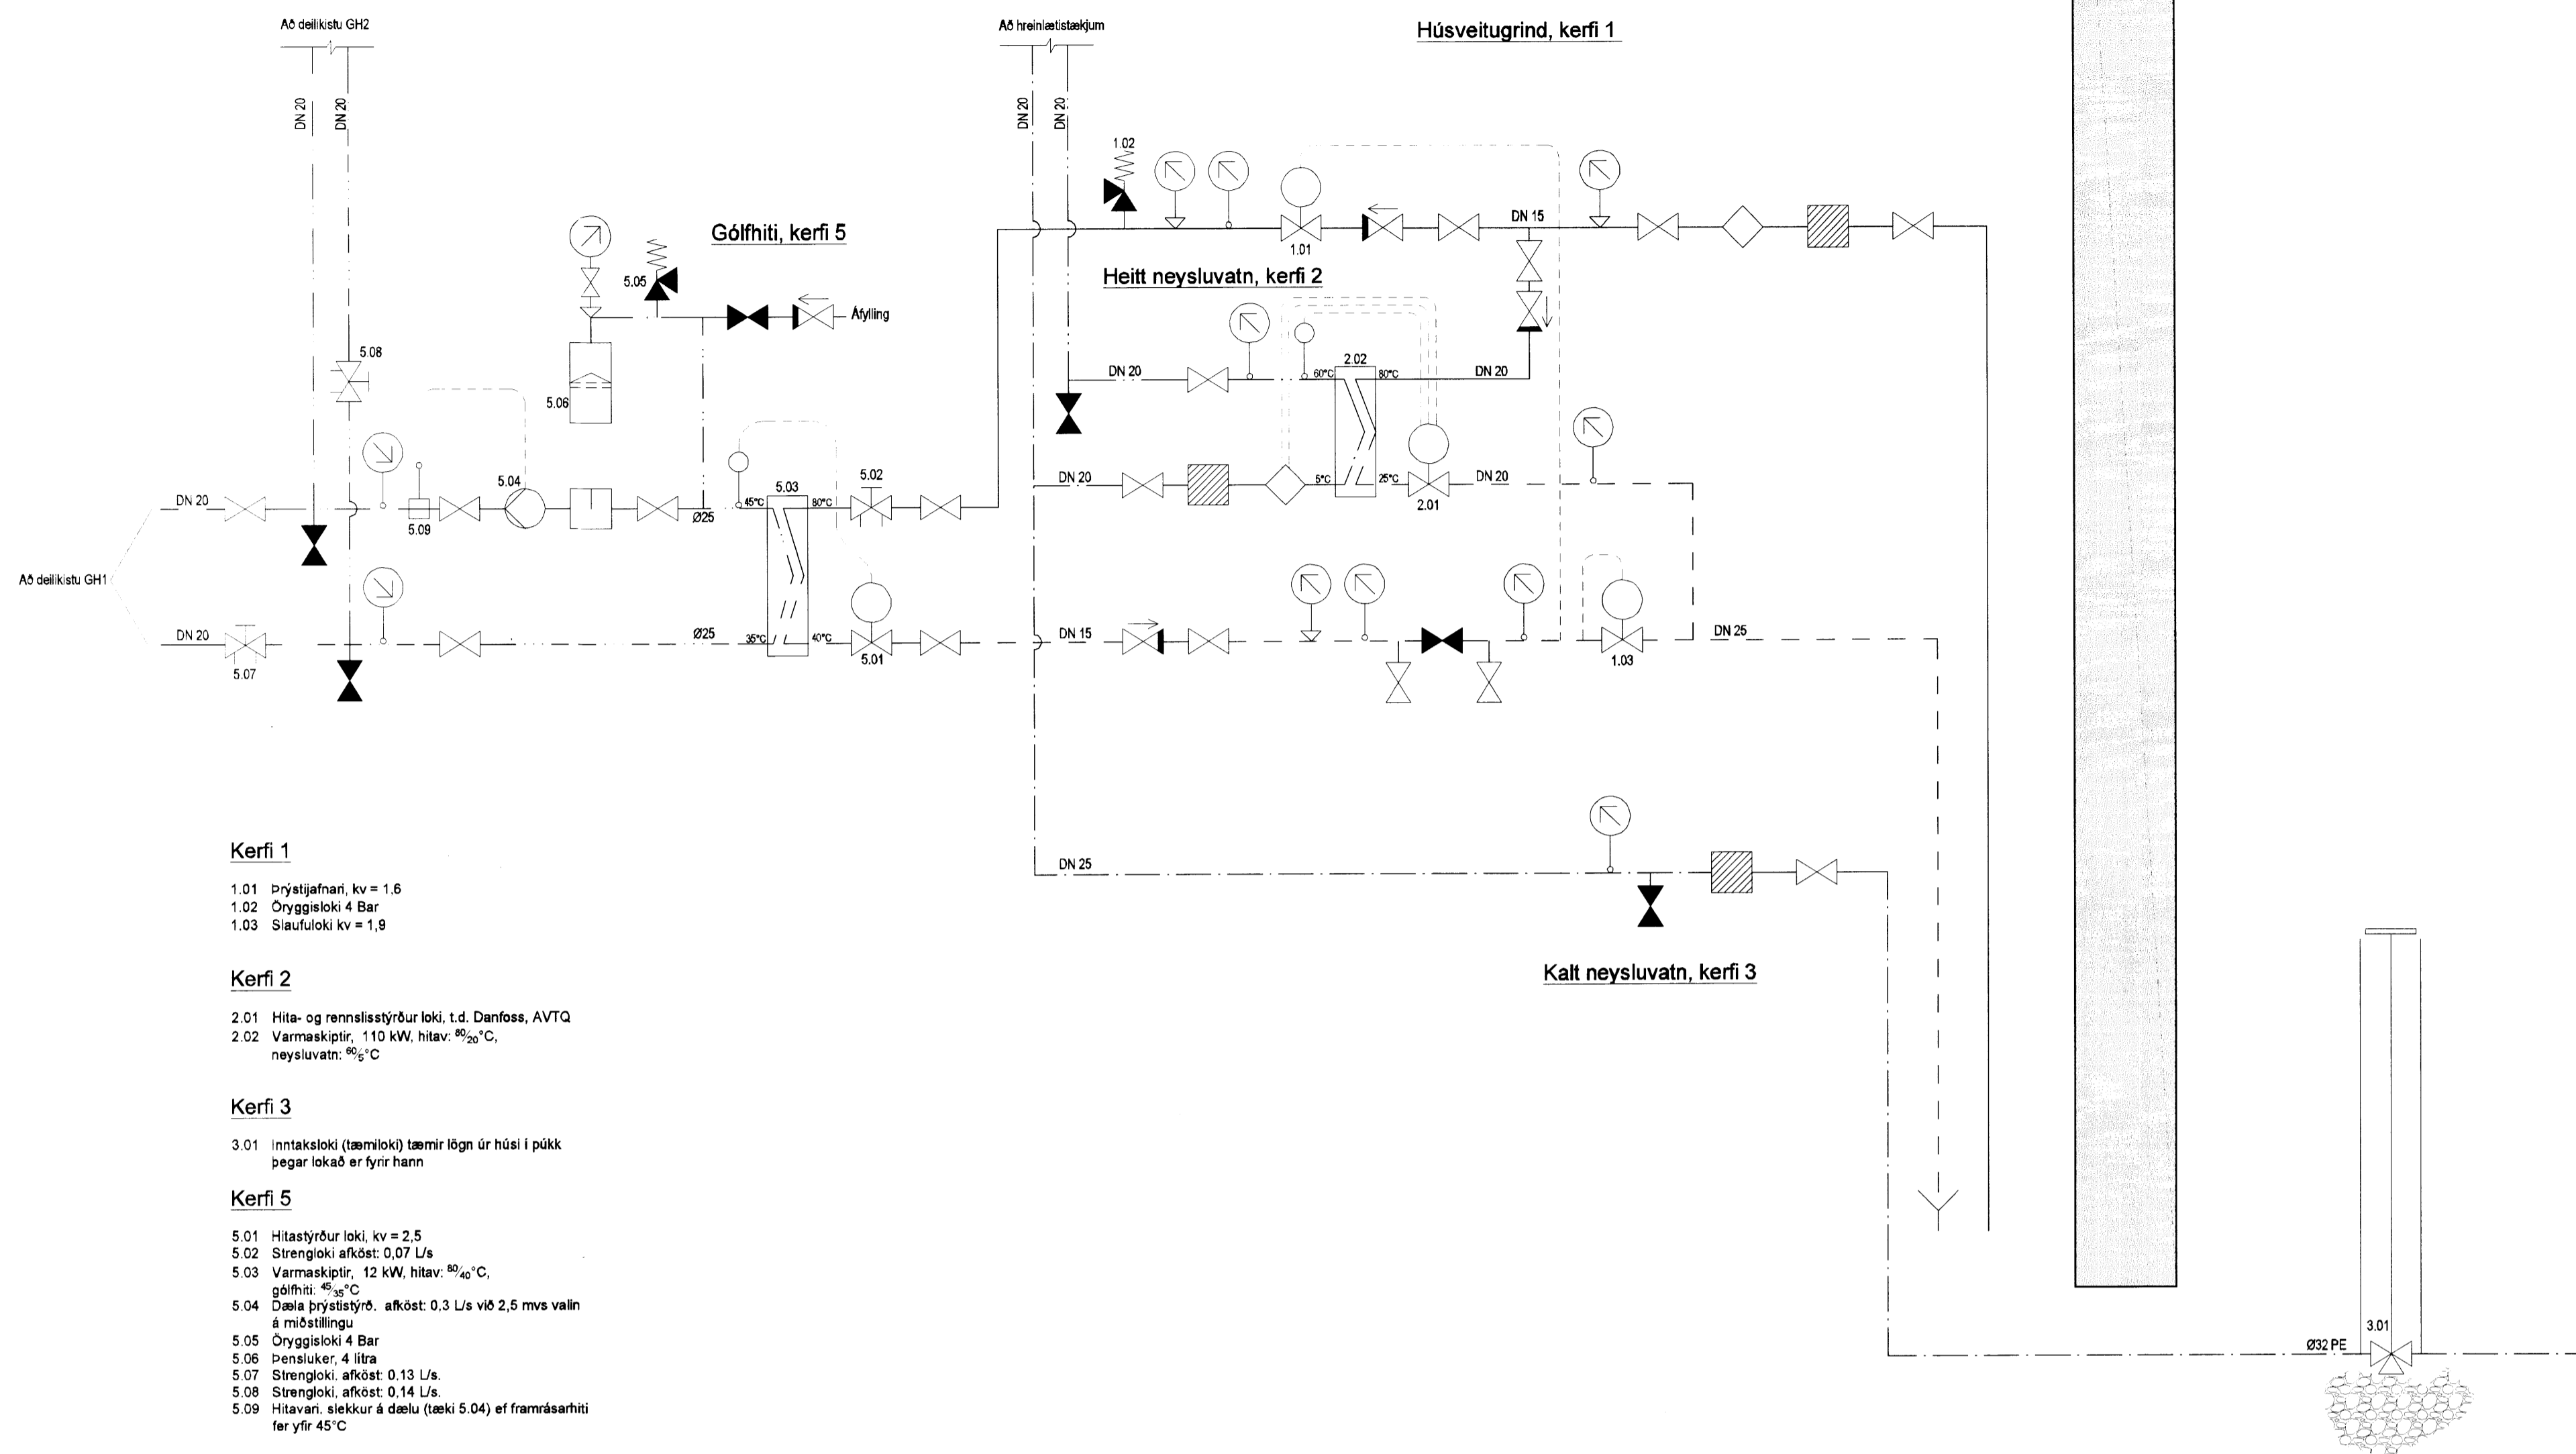 Að deilikistu GH2
Að hreinlætistækjum
Húsveitugrind, kerfi 1
DN 20
DN 20
DN 20
DN 20
1.02
DN 15
1.01
Gólfhiti, kerfi 5
5.05
Áfylling
5.06
5.08
Heitt neysluvatn, kerfi 2
DN 20
60°C
2.02
80°C
DN 20
DN 20
5°C
25°C
2.01
DN 20
DN 20
5.09
5.04
Ø25
45°C
5.03
80°C
5.02
Að deilikistu GH1
DN 20
5.07
Ø25
35°C
40°C
5.01
DN 15
1.03
DN 25
DN 25
Kalt neysluvatn, kerfi 3
3.01
Ø32 PE
Kerfi 1
1.01 Þrýstijafnari, kv = 1,6
1.02 Öryggisloki 4 Bar
1.03 Slaufuloki kv = 1,9
Kerfi 2
2.01 Hita- og rennslisstýrður loki, t.d. Danfoss, AVTQ
2.02 Varmaskiptir, 110 kW, hitav: 80/20°C,
neysluvatn: 60/5°C
Kerfi 3
3.01 Inntaksloki (tæmiloki) tæmir lögn úr húsi í púkk
þegar lokað er fyrir hann
Kerfi 5
5.01 Hitastýrður loki, kv = 2,5
5.02 Strengloki afköst: 0,07 L/s
5.03 Varmaskiptir, 12 kW, hitav: 80/40°C,
gólfhiti: 45/35°C
5.04 Dæla þrýstistýrð. afköst: 0,3 L/s við 2,5 mvs valin
á miðstillingu
5.05 Öryggisloki 4 Bar
5.06 Þensluker, 4 lítra
5.07 Strengloki. afköst: 0.13 L/s.
5.08 Strengloki, afköst: 0,14 L/s.
5.09 Hitavari. slekkur á dælu (tæki 5.04) ef framrásarhiti
fer yfir 45°C